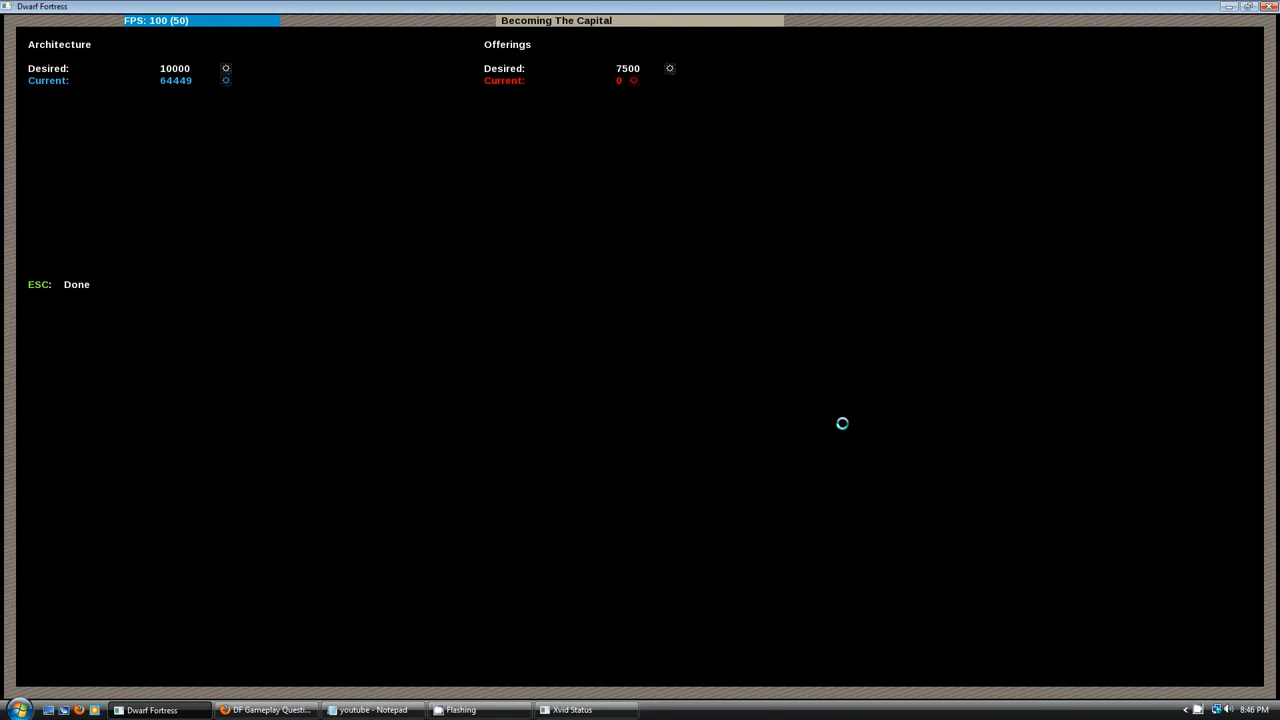 Dwarf Fortress
FPS: 100 (50)
Becoming The Capital
Architecture
Offerings
Desired: 10000 ☼
Desired: 7500 ☼
Current: 64449 ☼
Current: 0 ☼
ESC: Done
Dwarf Fortress
DF Gameplay Questi...
youtube - Notepad
Flashing
Xvid Status
8:46 PM